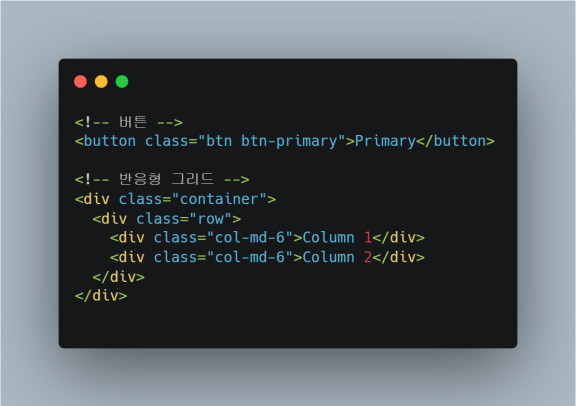 <!-- 버튼 -->
<button class="btn btn-primary">Primary</button>

<!-- 반응형 그리드 -->
<div class="container">
  <div class="row">
    <div class="col-md-6">Column 1</div>
    <div class="col-md-6">Column 2</div>
  </div>
</div>